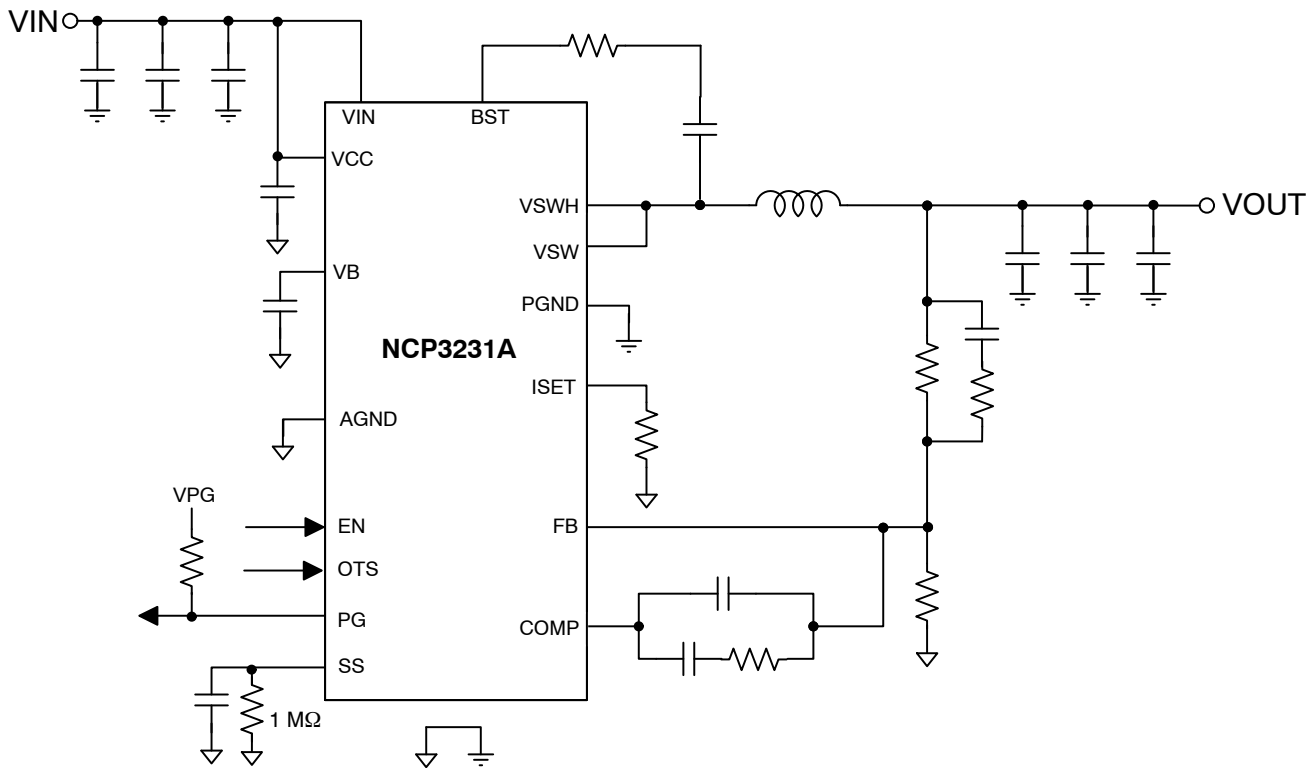 VIN
VIN
BST
VCC
VSWH
VOUT
VSW
VB
PGND
NCP3231A
ISET
AGND
VPG
EN
FB
OTS
PG
COMP
SS
1 MΩ